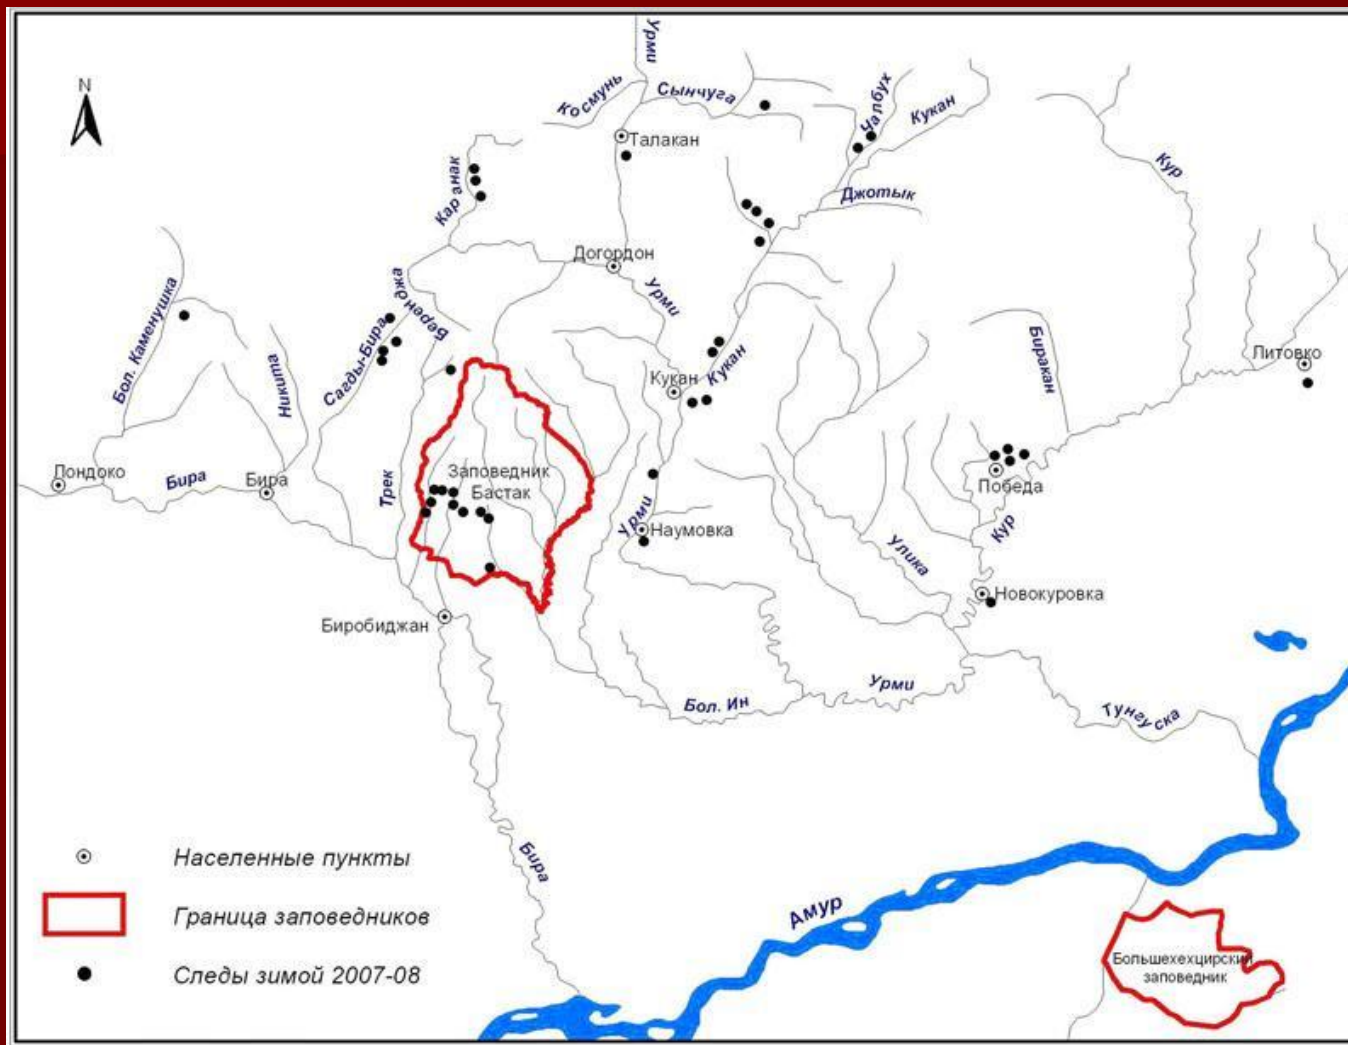 Урми
Космунь
Сынчуга
Чалбух
Кукан
N
Талакан
Кур
Каранак
Джотык
Догордон
Бол. Каменушка
Урми
Беренджа
Сагды-Бира
Никита
Биракан
Литовко
Кукан
Кукан
Лондоко
Бира
Бира
Трек
Заповедник
Бастак
Победа
Урми
Наумовка
Кур
Улика
Новокуровка
Биробиджан
Урми
Бол. Ин
Тунгуска
Бира
Населенные пункты
Амур
Граница заповедников
Большехехцирский
заповедник
Следы зимой 2007-08